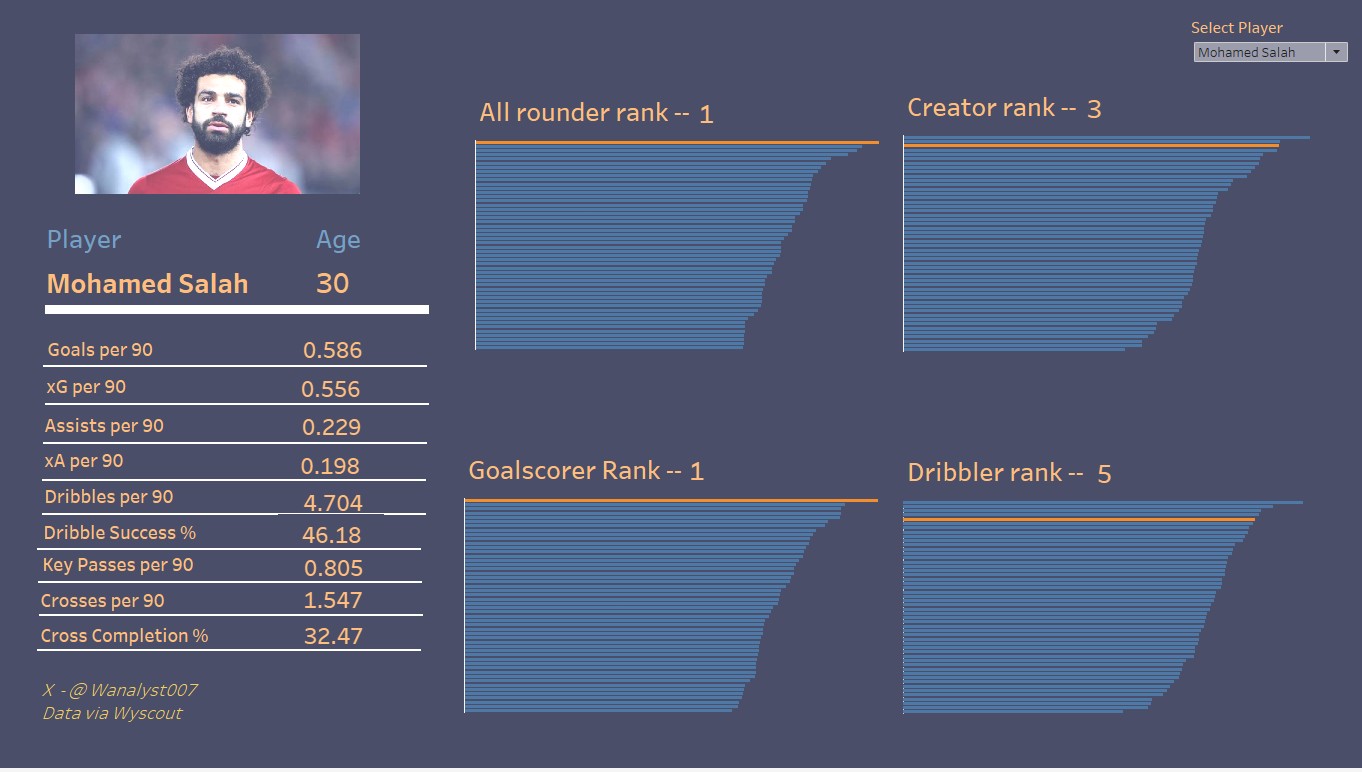 Select Player
Mohamed Salah
All rounder rank -- 1
Creator rank -- 3
Player Age
Mohamed Salah 30
Goals per 90 0.586
xG per 90 0.556
Assists per 90 0.229
xA per 90 0.198
Dribbles per 90 4.704
Dribble Success % 46.18
Key Passes per 90 0.805
Crosses per 90 1.547
Cross Completion % 32.47
Goalscorer Rank -- 1
Dribbler rank -- 5
X - @ Wanalyst007
Data via Wyscout